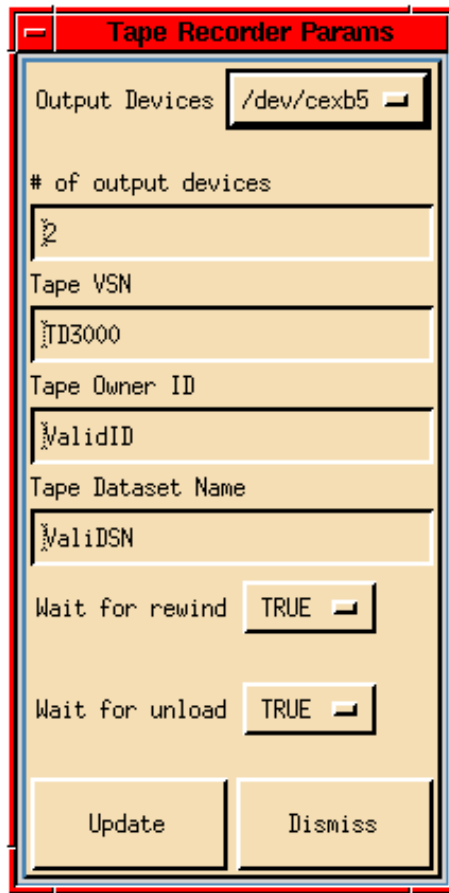 Tape Recorder Params
Output Devices /dev/cexb5
# of output devices
2
Tape VSN
TD3000
Tape Owner ID
ValidID
Tape Dataset Name
ValiDSN
Wait for rewind TRUE
Wait for unload TRUE
Update Dismiss